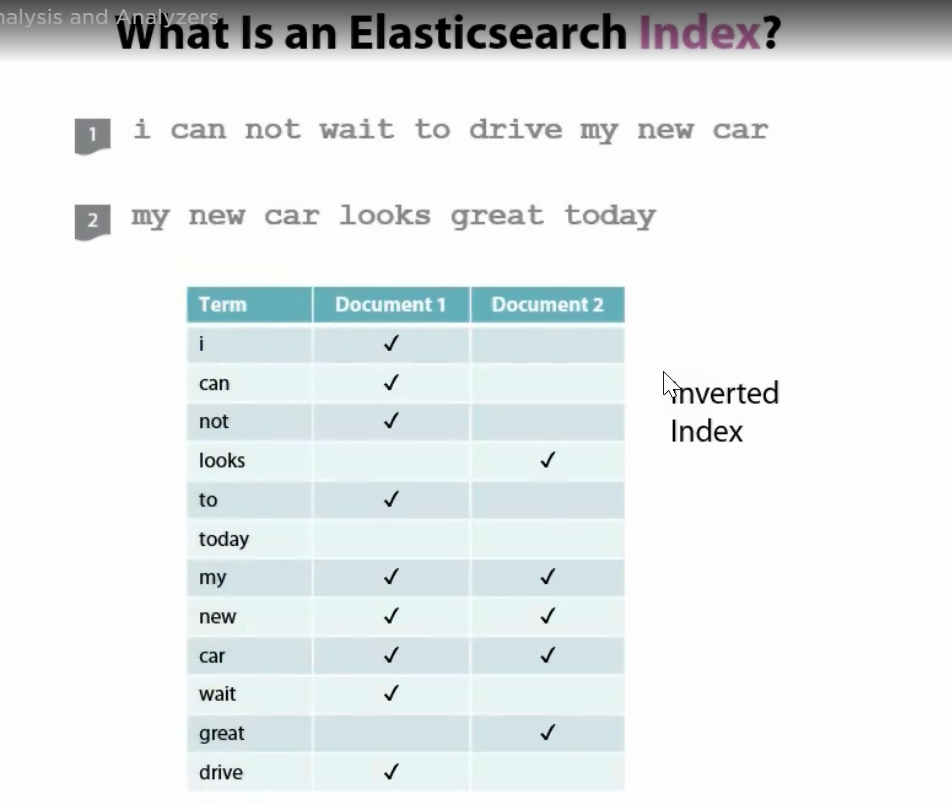 nalysis and Analyzers
What Is an Elasticsearch Index?
1 i can not wait to drive my new car
2 my new car looks great today
Term Document 1 Document 2
i ✓
can ✓
not ✓
looks ✓
to ✓
today
my ✓ ✓
new ✓ ✓
car ✓ ✓
wait ✓
great ✓
drive ✓
Inverted
Index